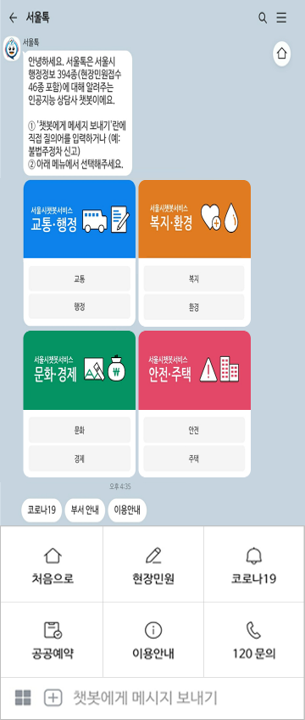 서울톡
서울톡
안녕하세요. 서울톡은 서울시
행정정보 394종(현장민원접수
46종 포함)에 대해 알려주는
인공지능 상담사 챗봇이에요.
① '챗봇에게 메세지 보내기'란에
직접 질의어를 입력하거나 (예:
불법주정차 신고)
② 아래 메뉴에서 선택해주세요.
서울시챗봇서비스
교통·행정
서울시챗봇서비스
복지·환경
교통
복지
행정
환경
서울시챗봇서비스
문화·경제
서울시챗봇서비스
안전·주택
문화
안전
경제
주택
오후 4:35
코로나19
부서 안내
이용안내
처음으로
현장민원
코로나19
공공예약
이용안내
120 문의
챗봇에게 메시지 보내기